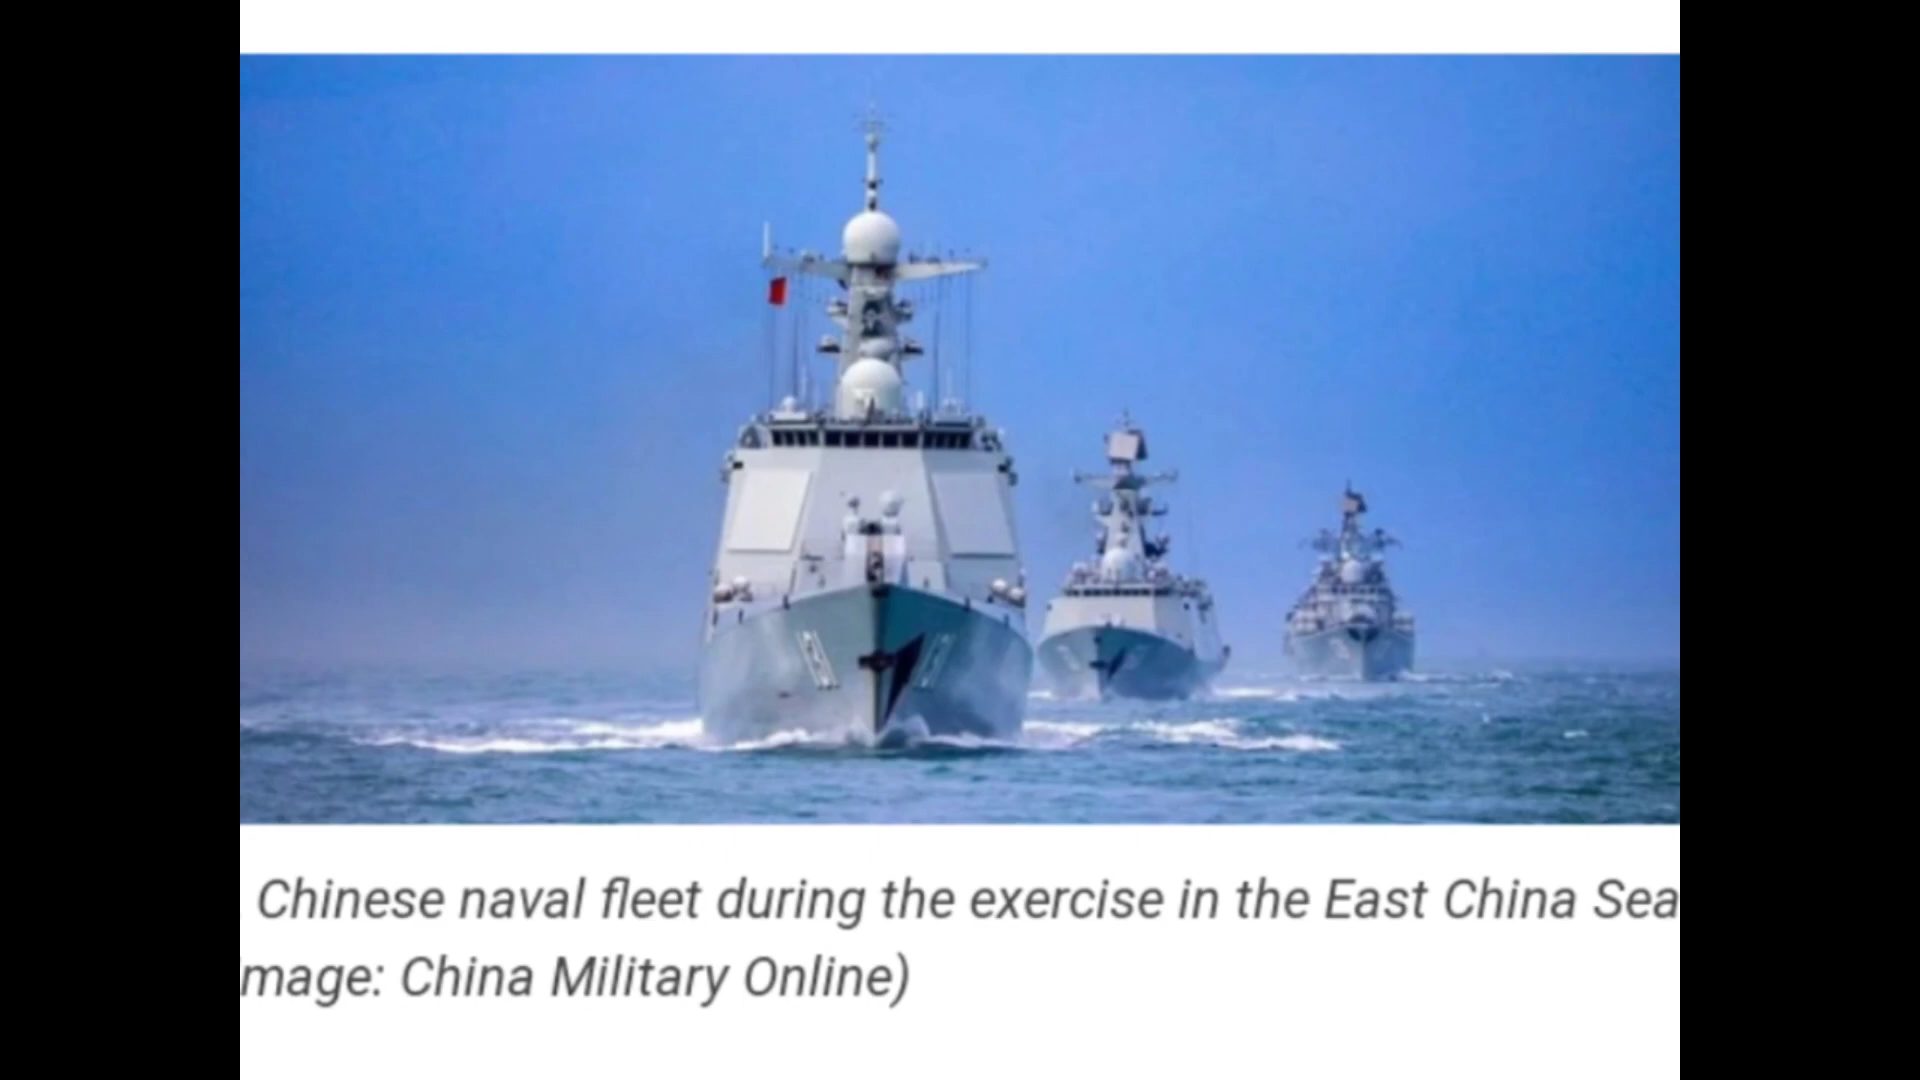 Chinese naval fleet during the exercise in the East China Sea
mage: China Military Online)